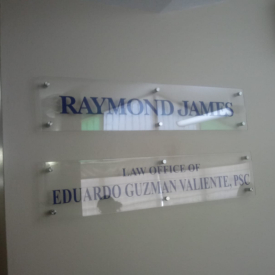 RAYMOND JAMES
LAW OFFICE OF
EDUARDO GUZMAN VALIENTE, PSC